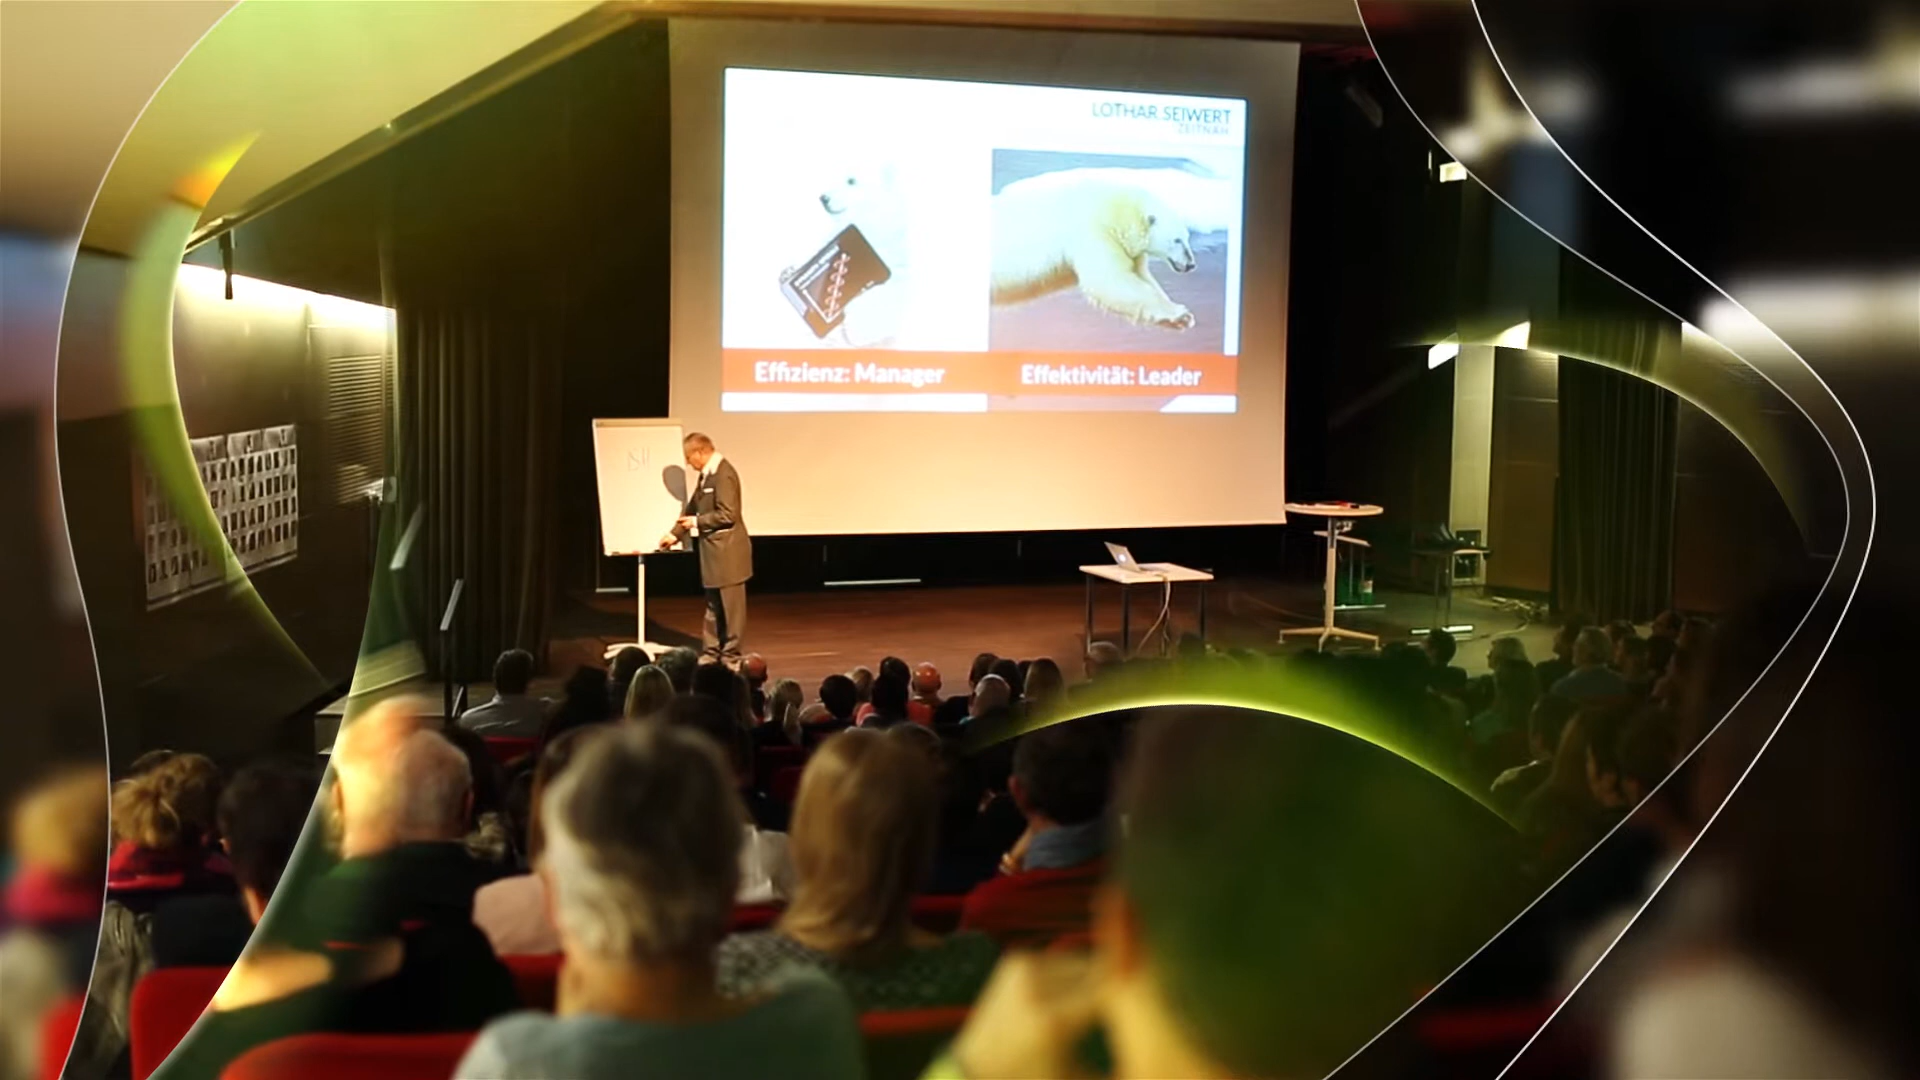 LOTHAR SEIWERT
ZEITNAH
Effizienz: Manager
Effektivität: Leader